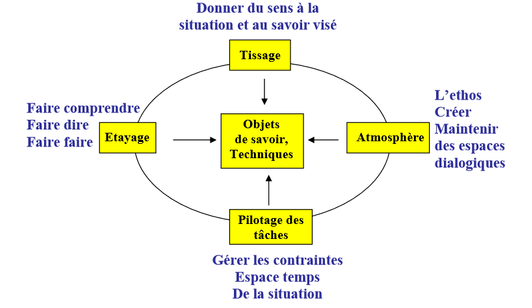 Donner du sens à la
situation et au savoir visé
Tissage
Faire comprendre
Faire dire
Faire faire
Etayage
Objets
de savoir,
Techniques
Atmosphère
L’ethos
Créer
Maintenir
des espaces
dialogiques
Pilotage des
tâches
Gérer les contraintes
Espace temps
De la situation